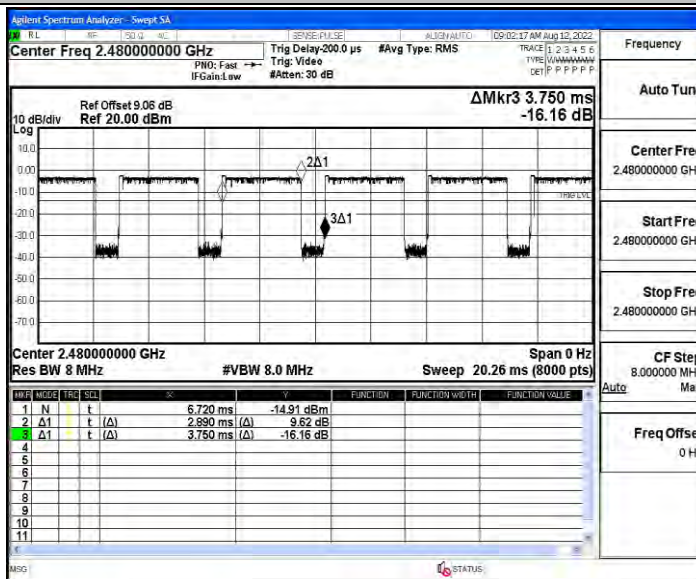 Agilent Spectrum Analyzer - Swept SA
RL RF 50 Ω AC SENSE:PULSE ALIGN AUTO 09:02:17 AM Aug 12, 2022
Center Freq 2.480000000 GHz
PNO: Fast
IFGain:Low
Trig Delay-200.0 µs
Trig: Video
#Atten: 30 dB
#Avg Type: RMS
TRACE 1 2 3 4 5 6
TYPE
DET P P P P P P
Ref Offset 9.06 dB
10 dB/div Ref 20.00 dBm
Log
ΔMkr3 3.750 ms
-16.16 dB
10.0
0.00
-10.0
-20.0
-30.0
-40.0
-50.0
-60.0
-70.0
2Δ1
3Δ1
TRIG LVL
Center 2.480000000 GHz Span 0 Hz
Res BW 8 MHz #VBW 8.0 MHz Sweep 20.26 ms (8000 pts)
MKR MODE TRC SCL X Y FUNCTION FUNCTION WIDTH FUNCTION VALUE
1 N t 6.720 ms -14.91 dBm
2 Δ1 t (Δ) 2.890 ms (Δ) 9.62 dB
3 Δ1 t (Δ) 3.750 ms (Δ) -16.16 dB
4
5
6
7
8
9
10
11
MSG STATUS
Frequency
Auto Tun
Center Fre
2.480000000 GH
Start Fre
2.480000000 GH
Stop Fre
2.480000000 GH
CF Step
8.000000 MH
Auto Ma
Freq Offse
0 H